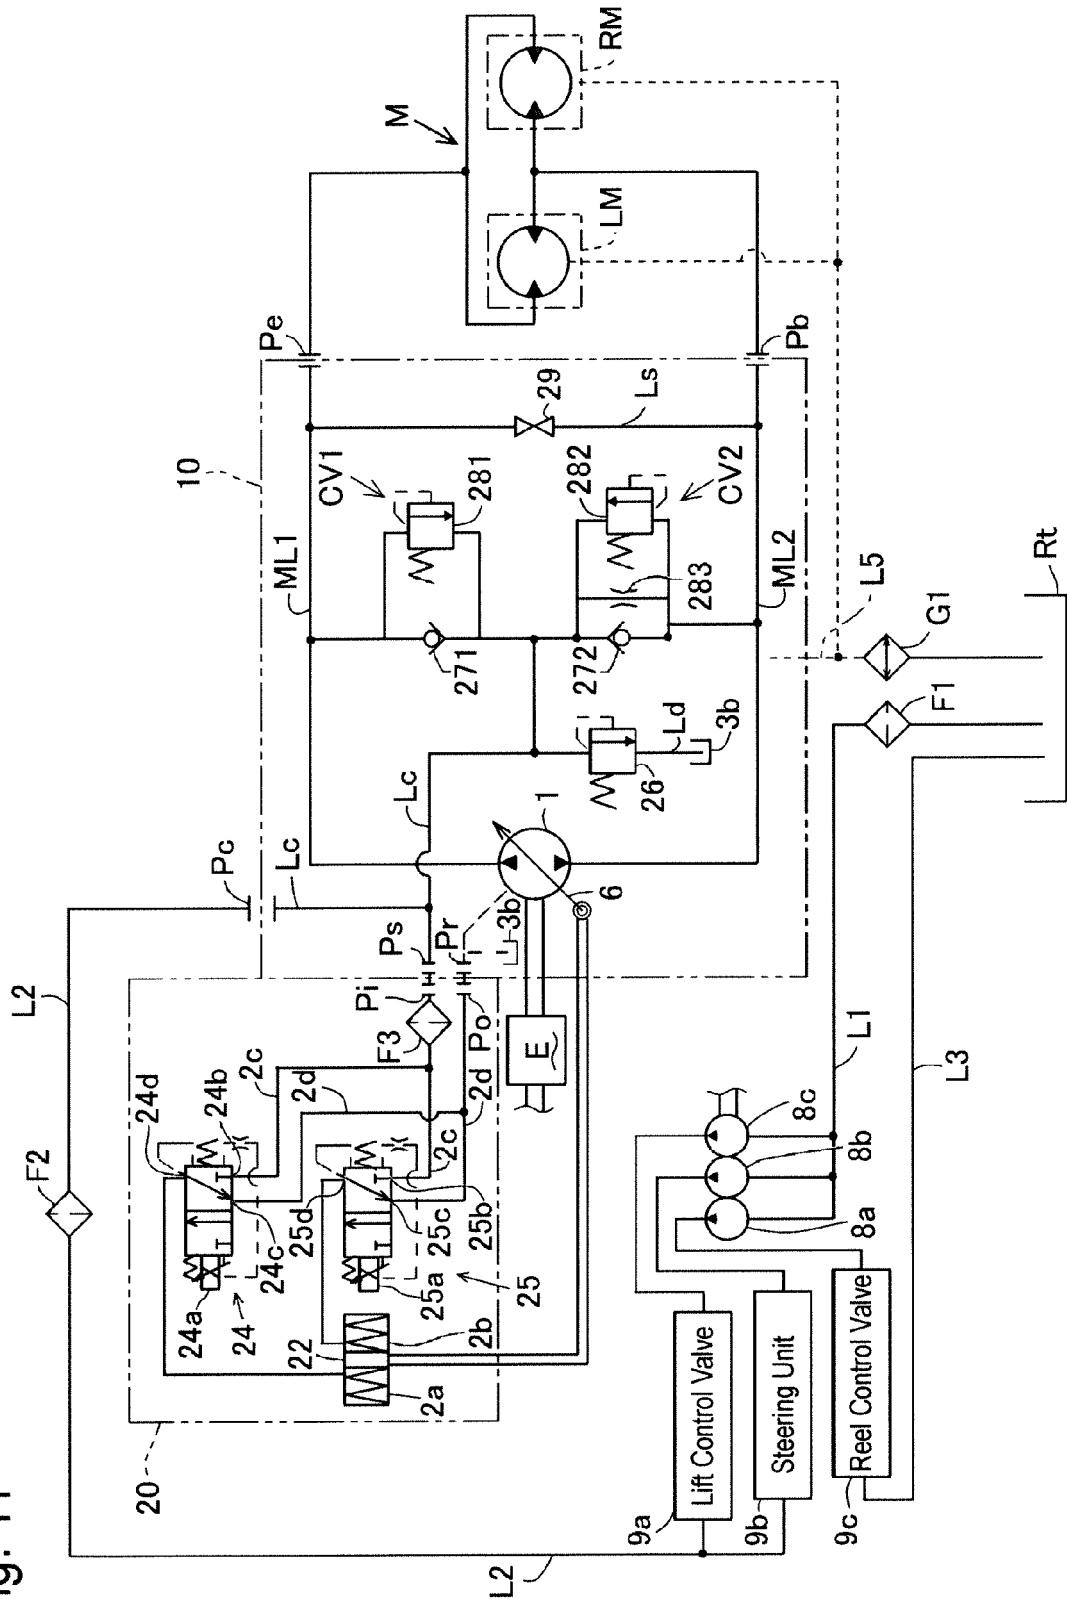 L2
F2
L2
20
24a
24
24c
24d
24b
2c
Pc
Lc
10
22
25d
2d
Pi
Ps
ML1
CV1
Pe
M
2a
2b
25a
25
25c
25b
2c
2d
F3
Po
Pr
3b
Lc
271
281
29
L2
E
6
1
26
Ld
3b
272
283
282
CV2
Ls
LM
RM
9a
Lift Control Valve
9b
Steering Unit
9c
Reel Control Valve
8a
8b
8c
L1
L3
ML2
Pb
L5
F1
G1
Rt